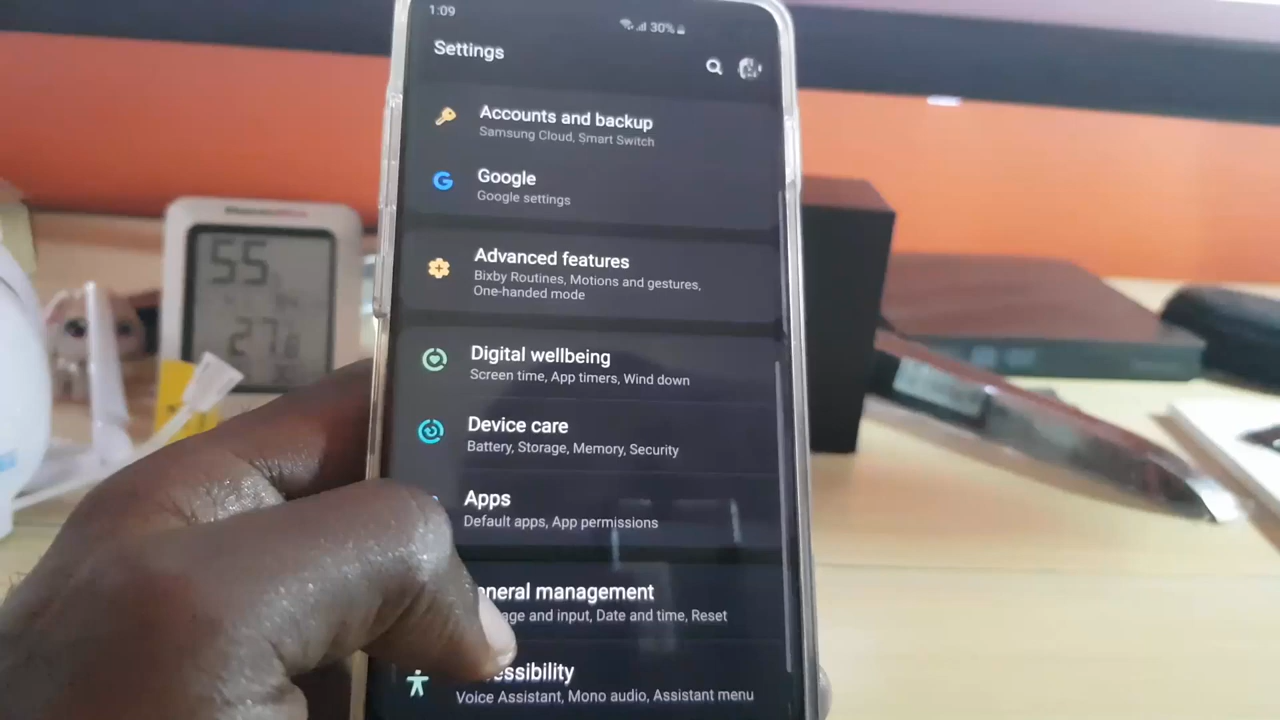 1:09
30%
Settings
Accounts and backup
Samsung Cloud, Smart Switch
Google
Google settings
Advanced features
Bixby Routines, Motions and gestures,
One-handed mode
Digital wellbeing
Screen time, App timers, Wind down
Device care
Battery, Storage, Memory, Security
Apps
Default apps, App permissions
eneral management
age and input, Date and time, Reset
essibility
Voice Assistant, Mono audio, Assistant menu
55